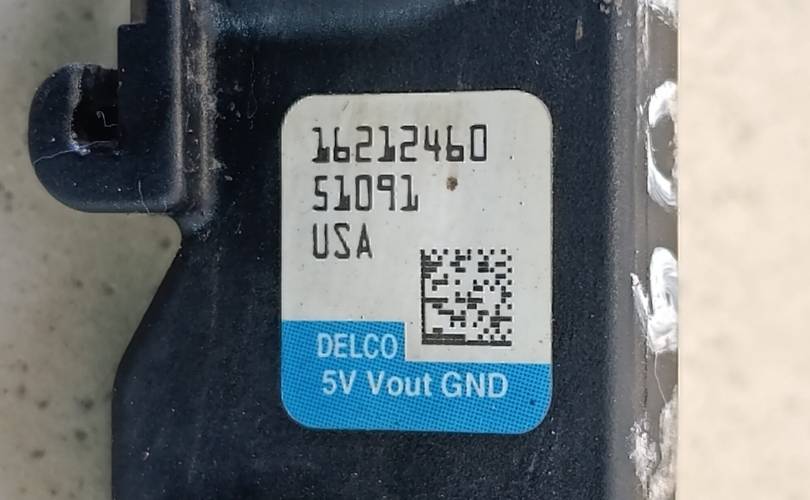 16212460
51091
USA
DELCO
5V Vout GND